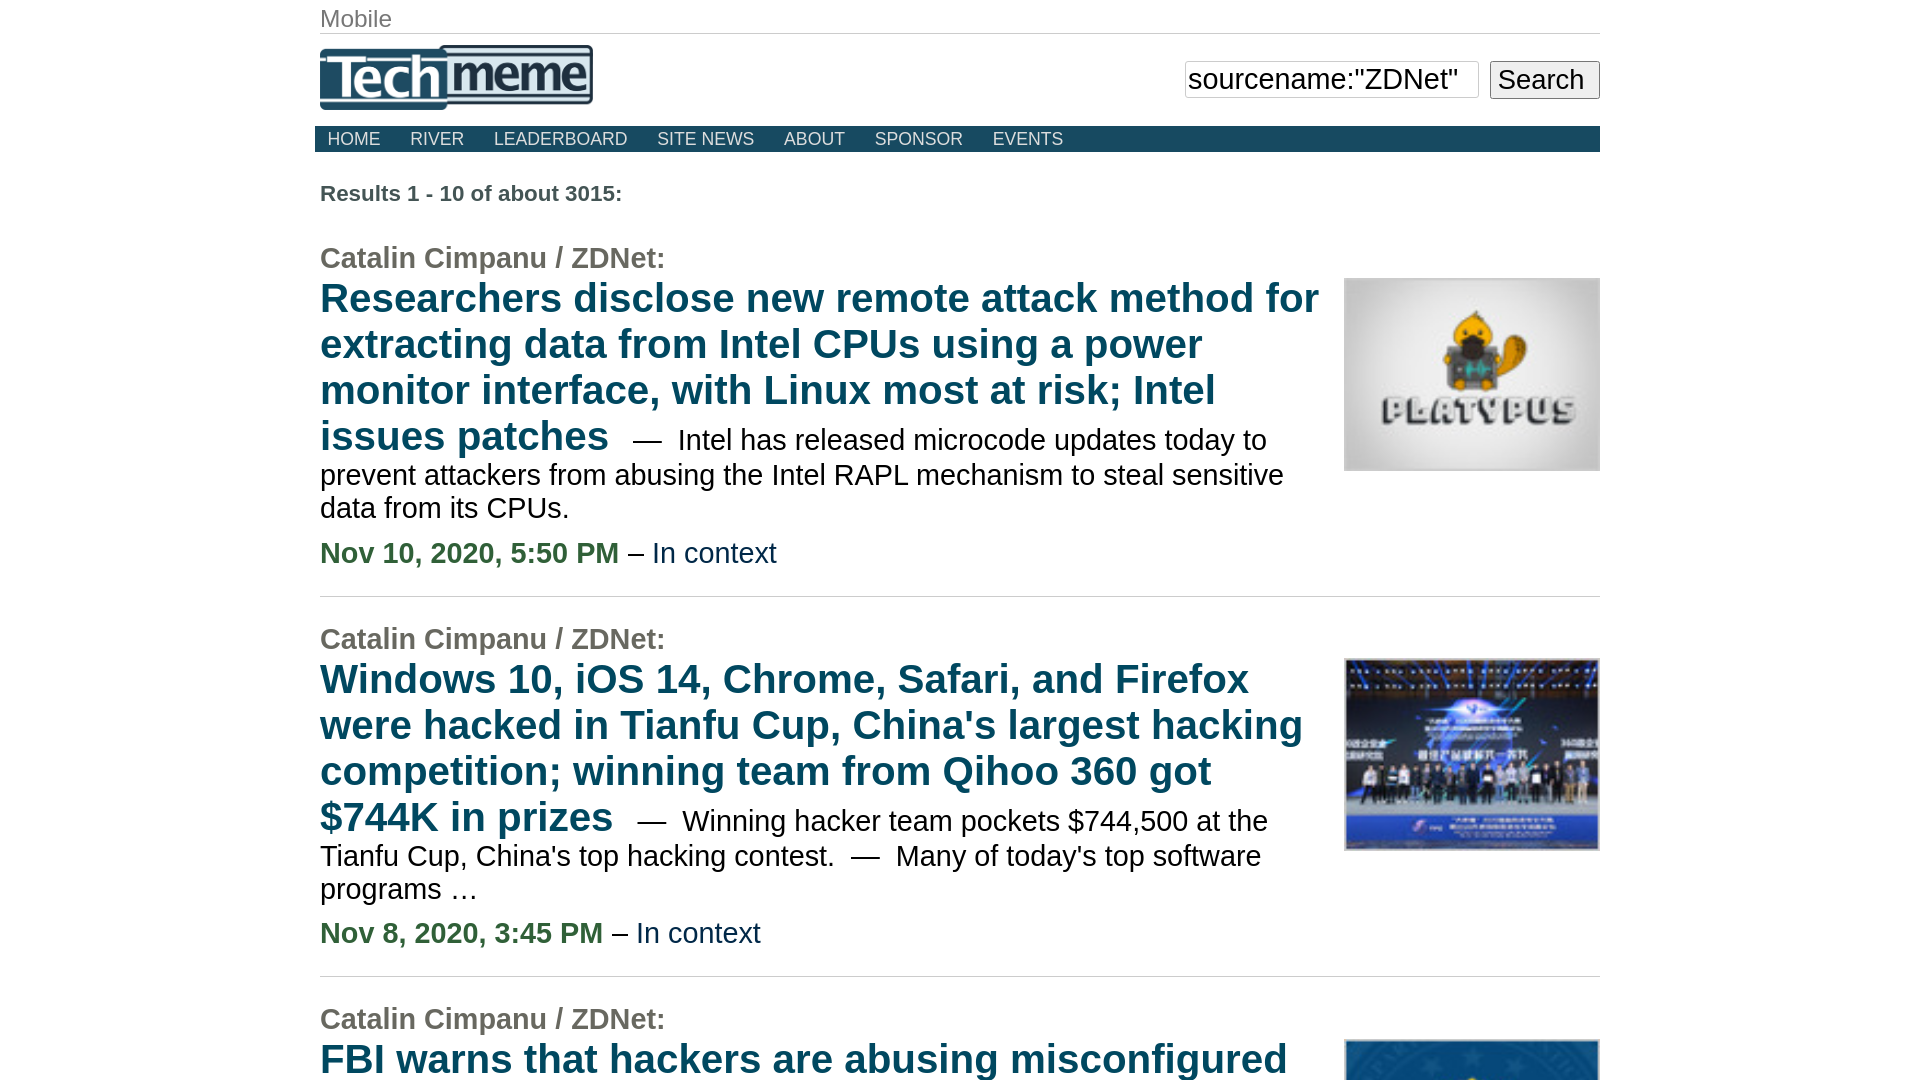 Mobile
Techmeme
sourcename:"ZDNet" Search
HOME RIVER LEADERBOARD SITE NEWS ABOUT SPONSOR EVENTS
Results 1 - 10 of about 3015:
Catalin Cimpanu / ZDNet:
Researchers disclose new remote attack method for
extracting data from Intel CPUs using a power
monitor interface, with Linux most at risk; Intel
issues patches — Intel has released microcode updates today to
prevent attackers from abusing the Intel RAPL mechanism to steal sensitive
data from its CPUs.
PLATYPUS
Nov 10, 2020, 5:50 PM – In context
Catalin Cimpanu / ZDNet:
Windows 10, iOS 14, Chrome, Safari, and Firefox
were hacked in Tianfu Cup, China's largest hacking
competition; winning team from Qihoo 360 got
$744K in prizes — Winning hacker team pockets $744,500 at the
Tianfu Cup, China's top hacking contest. — Many of today's top software
programs …
Nov 8, 2020, 3:45 PM – In context
Catalin Cimpanu / ZDNet:
FBI warns that hackers are abusing misconfigured